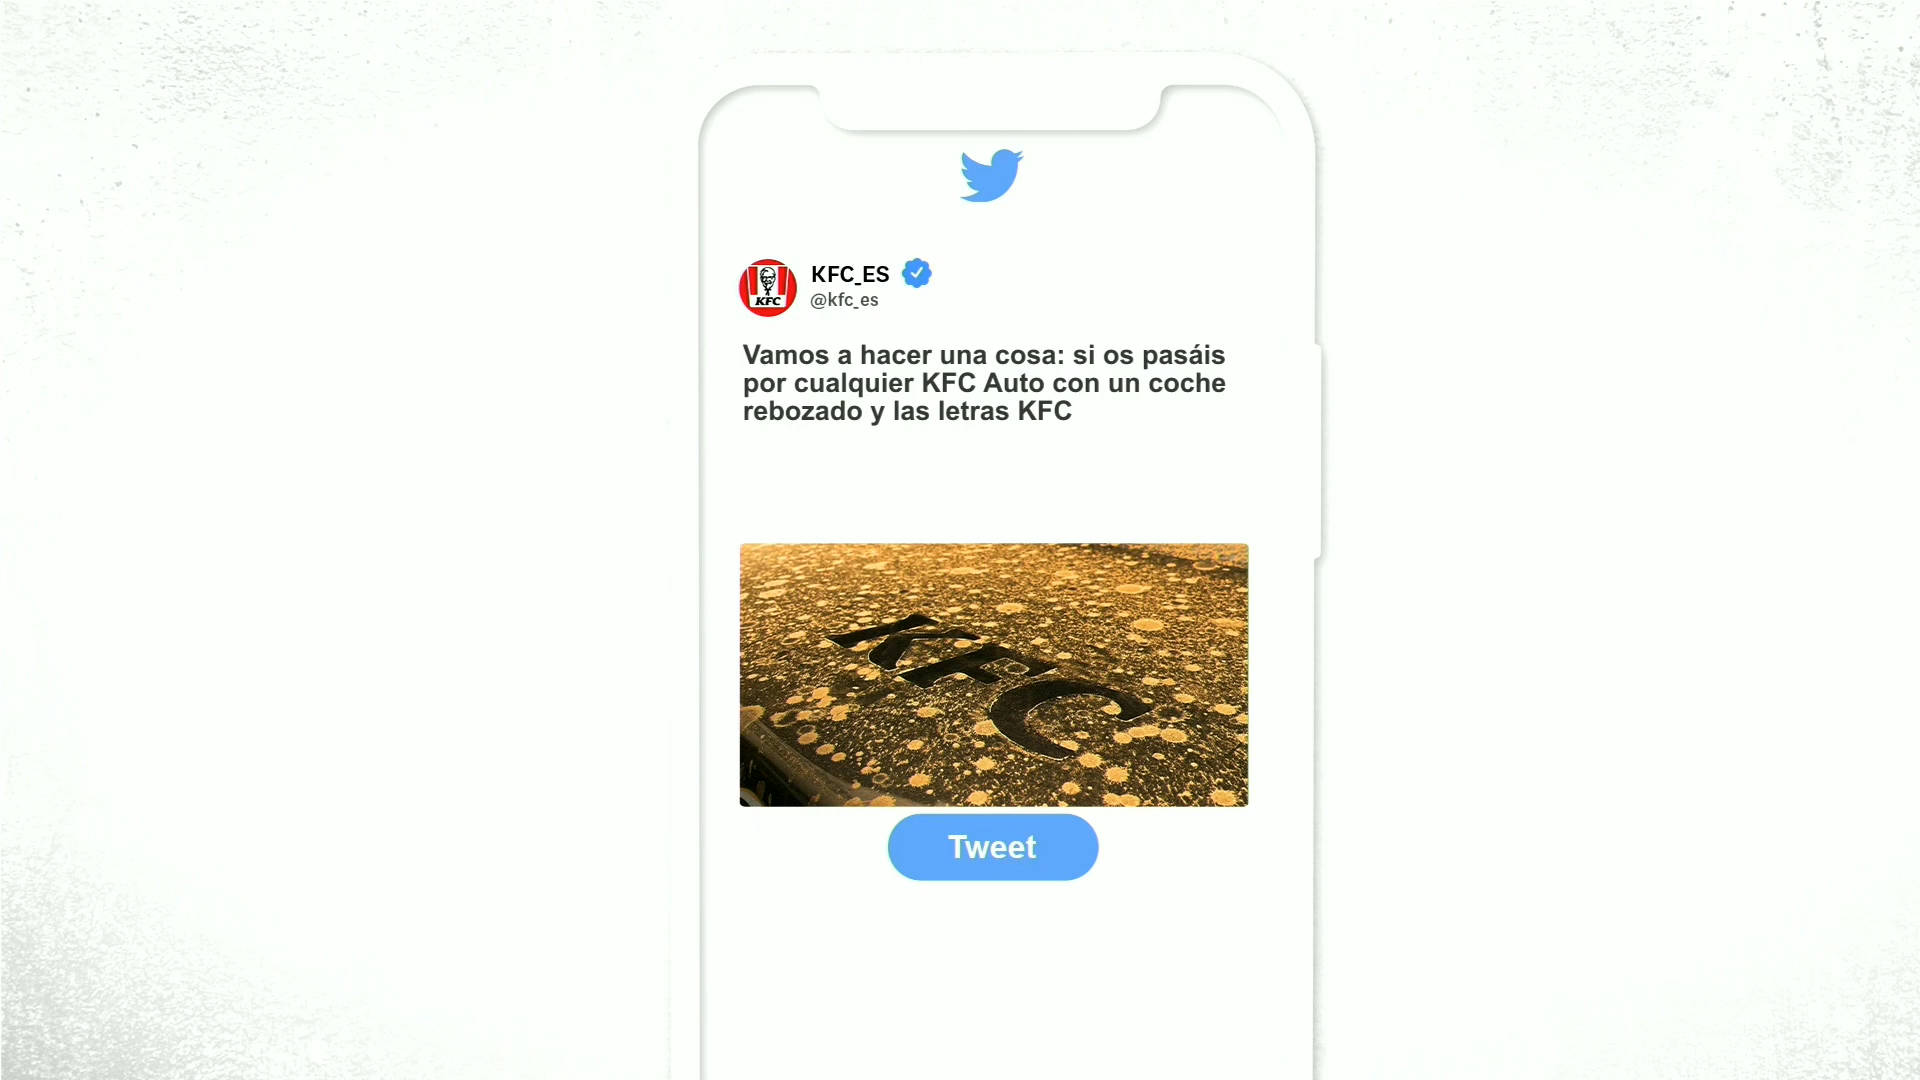 KFC
KFC_ES
@kfc_es
Vamos a hacer una cosa: si os pasáis
por cualquier KFC Auto con un coche
rebozado y las letras KFC
KFC
Tweet